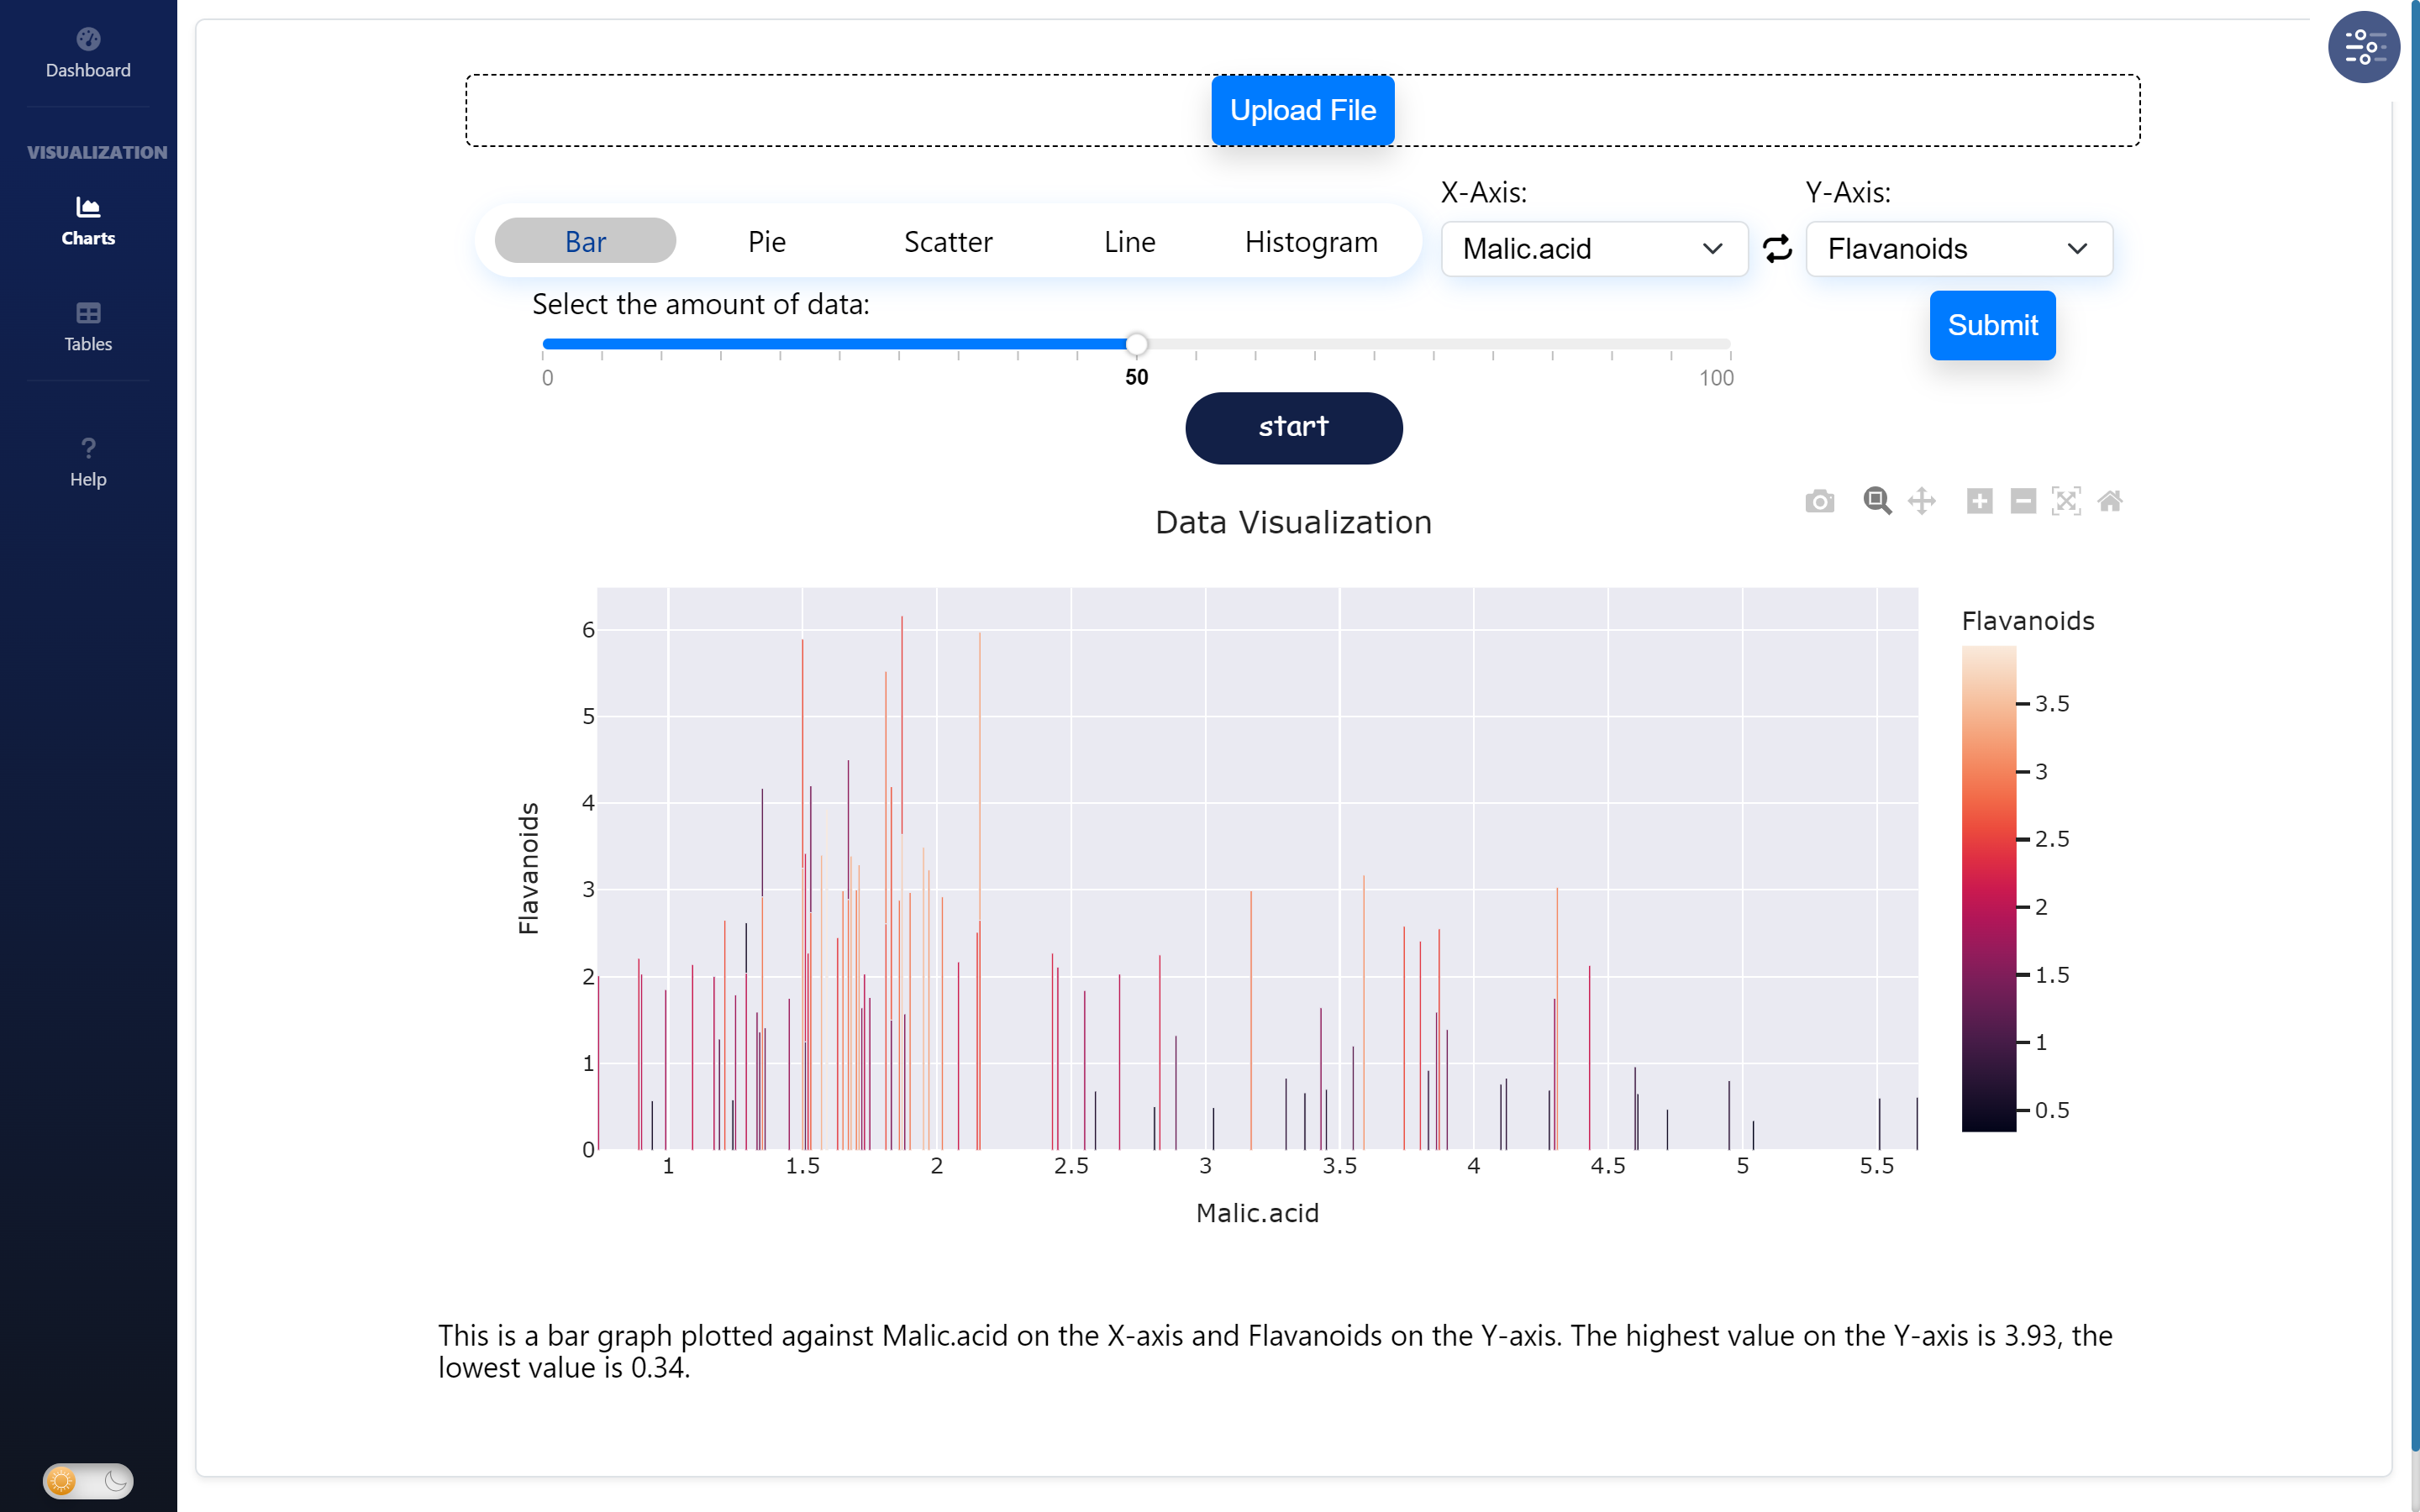 Dashboard
VISUALIZATION
Charts
Tables
Help
Upload File
Bar Pie Scatter Line Histogram
X-Axis:
Malic.acid
Y-Axis:
Flavanoids
Select the amount of data:
0 50 100
Submit
start
Data Visualization
Flavanoids
6
5
4
3
2
1
0
1 1.5 2 2.5 3 3.5 4 4.5 5 5.5
Malic.acid
Flavanoids
3.5
3
2.5
2
1.5
1
0.5
This is a bar graph plotted against Malic.acid on the X-axis and Flavanoids on the Y-axis. The highest value on the Y-axis is 3.93, the
lowest value is 0.34.